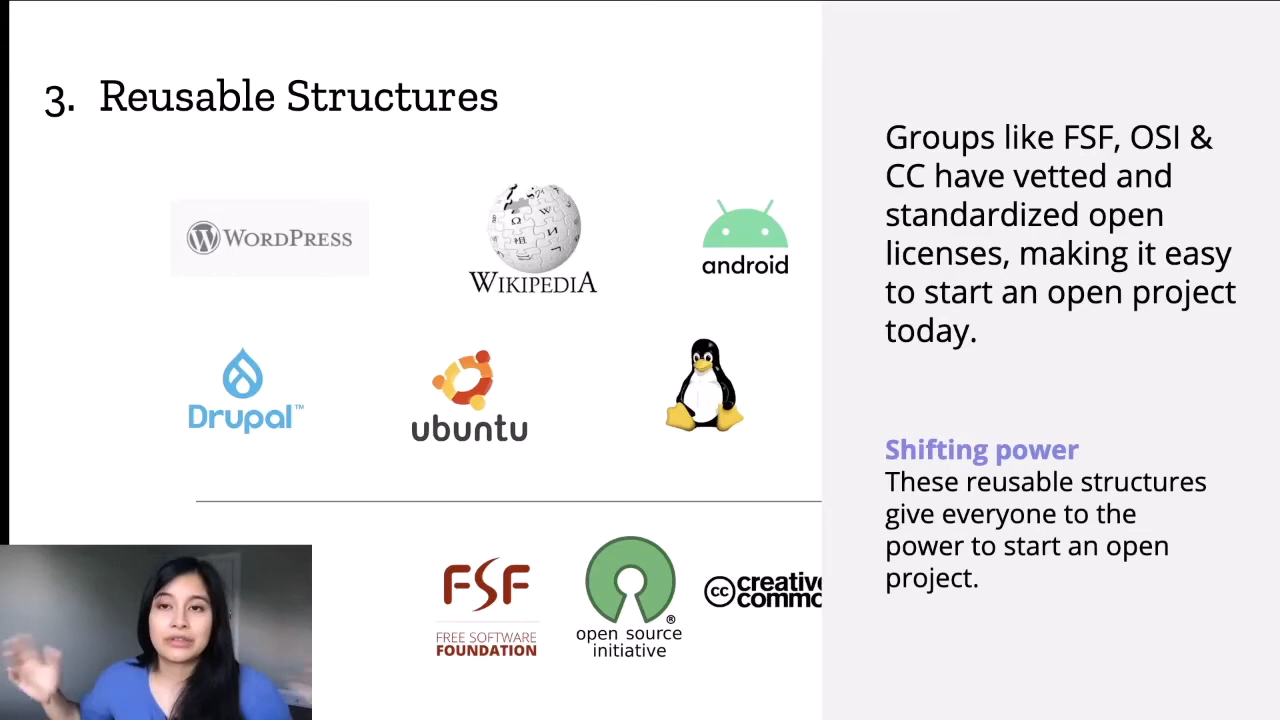 3. Reusable Structures
WORDPRESS
WIKIPEDIA
android
Drupal™
ubuntu
FSF
FREE SOFTWARE
FOUNDATION
open source
initiative
®
cc
creative
commo
Groups like FSF, OSI &
CC have vetted and
standardized open
licenses, making it easy
to start an open project
today.
Shifting power
These reusable structures
give everyone to the
power to start an open
project.